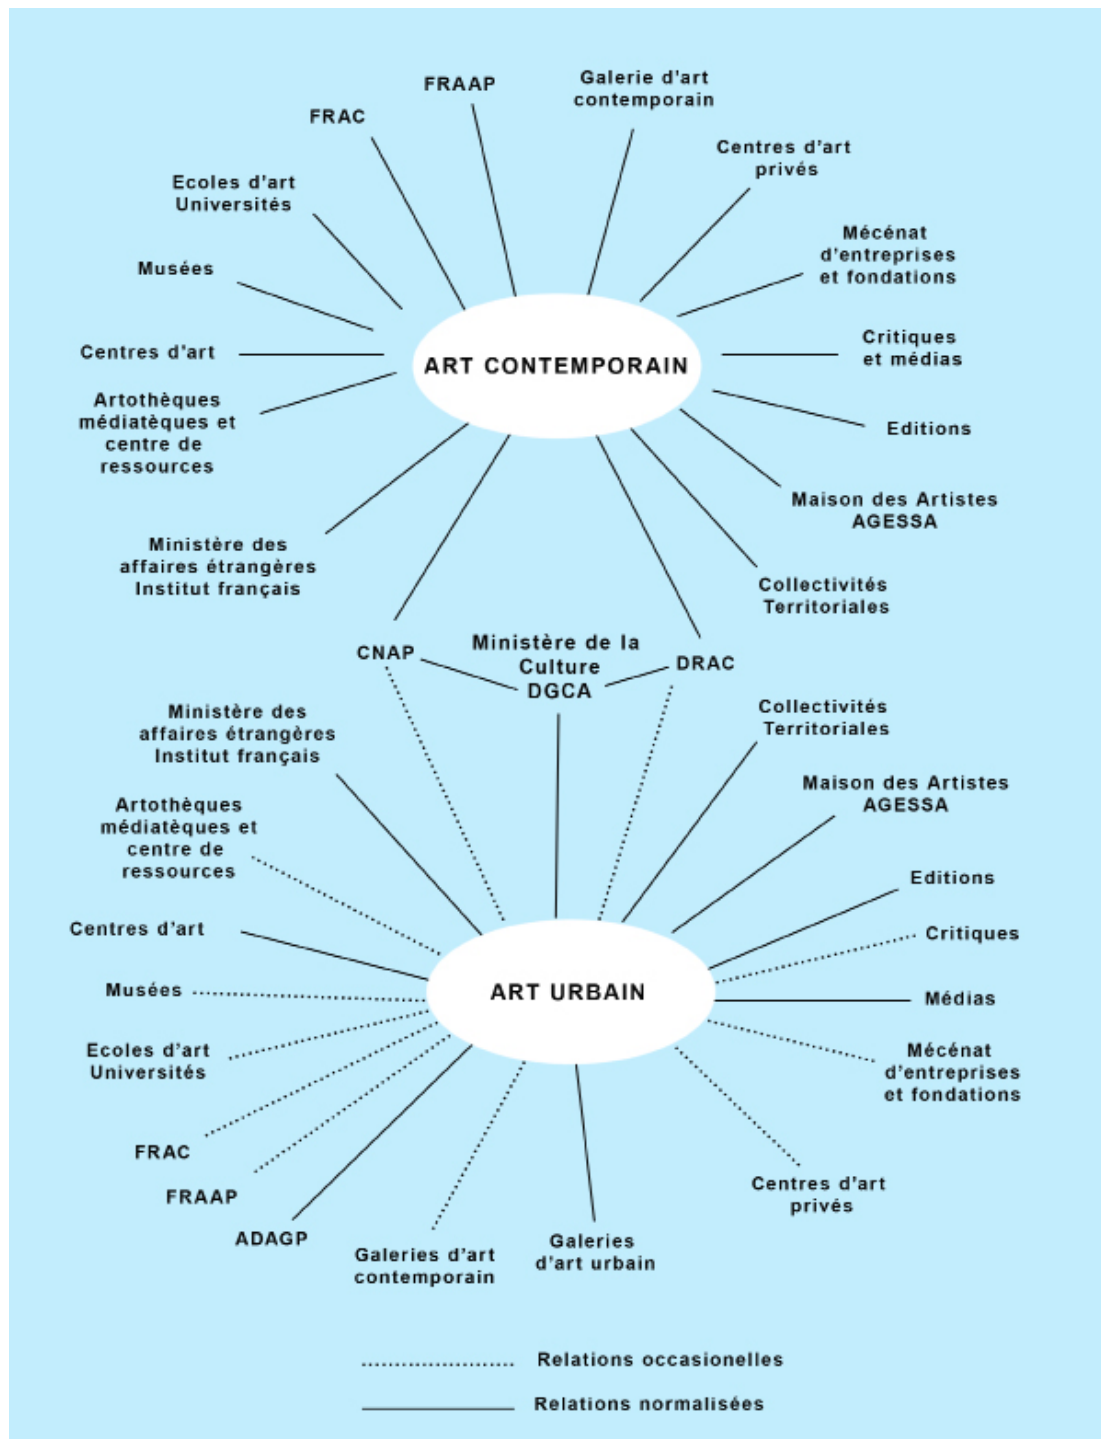 FRAAP
Galerie d'art
contemporain
FRAC
Centres d'art
privés
Ecoles d'art
Universités
Mécénat
d'entreprises
et fondations
Musées
Critiques
et médias
Centres d'art
ART CONTEMPORAIN
Artothèques
médiatèques et
centre de
ressources
Editions
Maison des Artistes
AGESSA
Ministère des
affaires étrangères
Institut français
Collectivités
Territoriales
CNAP
Ministère de la
Culture
DGCA
DRAC
Ministère des
affaires étrangères
Institut français
Collectivités
Territoriales
Artothèques
médiatèques et
centre de
ressources
Maison des Artistes
AGESSA
Editions
Centres d'art
Critiques
Musées
ART URBAIN
Médias
Ecoles d'art
Universités
Mécénat
d'entreprises
et fondations
FRAC
FRAAP
Centres d'art
privés
ADAGP
Galeries d'art
contemporain
Galeries
d'art urbain
Relations occasionelles
Relations normalisées